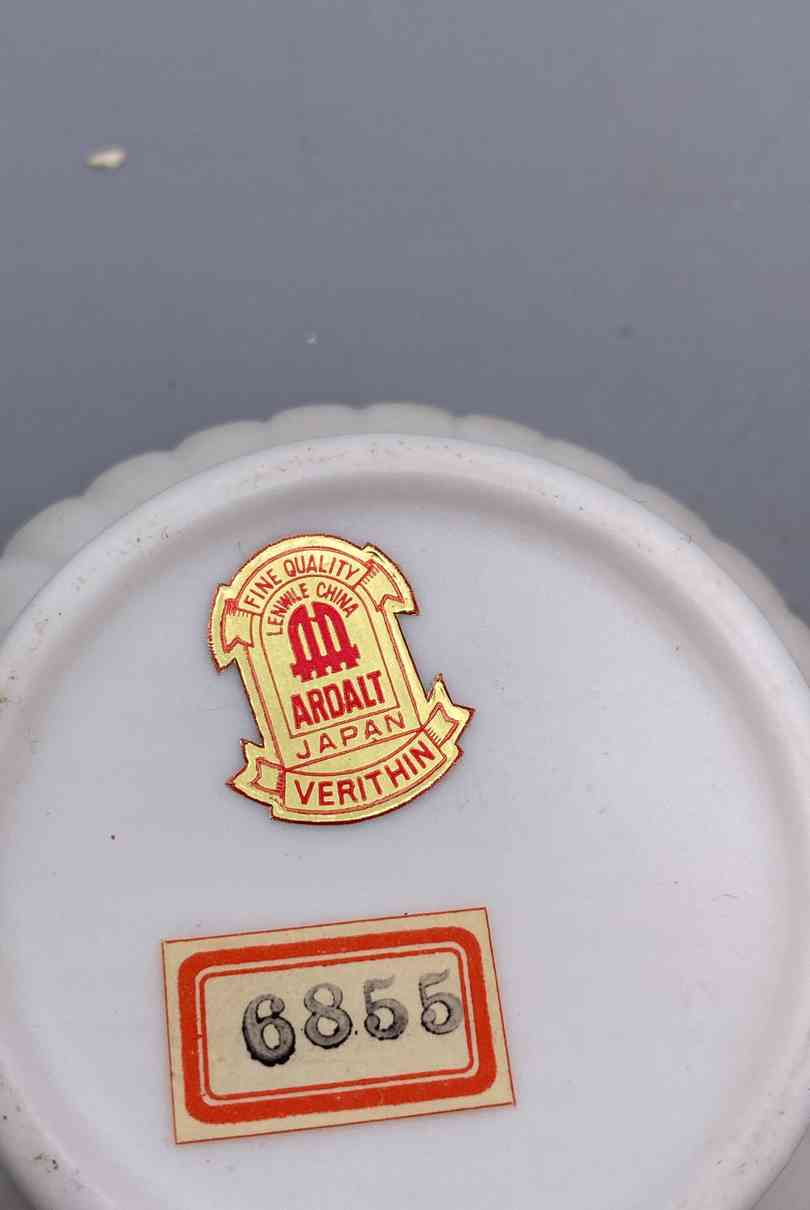 FINE QUALITY
LENWILE CHINA
ARDALT
JAPAN
VERITHIN
6855